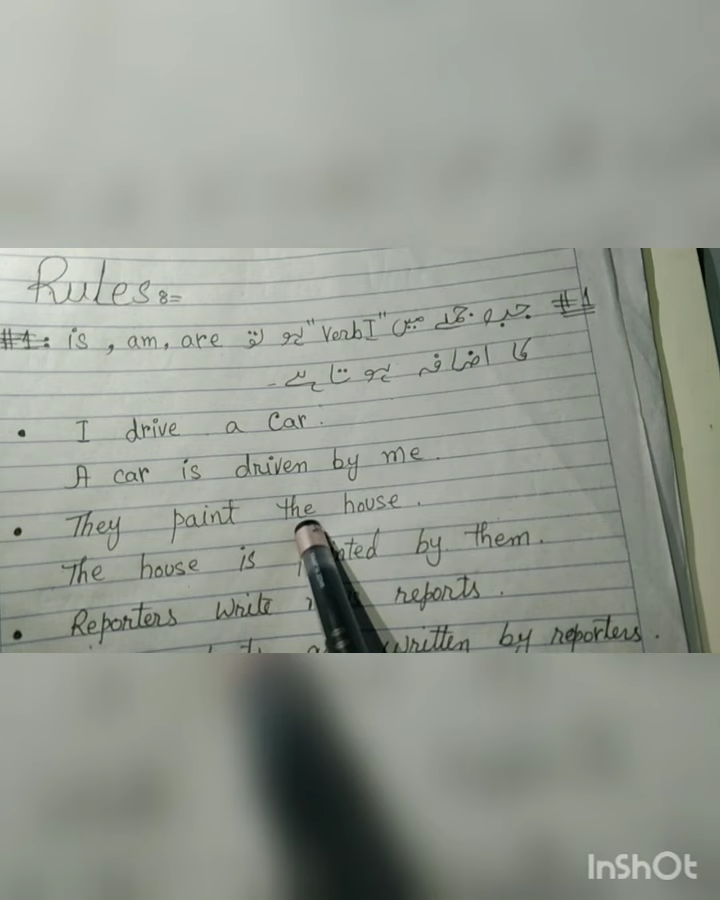 Rules:=
#1 جب جملے میں "Verb I" ہو تو is, am, are #1:
کا اضافہ ہوتا ہے۔
• I drive a Car.
A car is driven by me.
• They paint the house.
The house is nted by them.
• Reporters write reports.
written by reporters.
InShOt